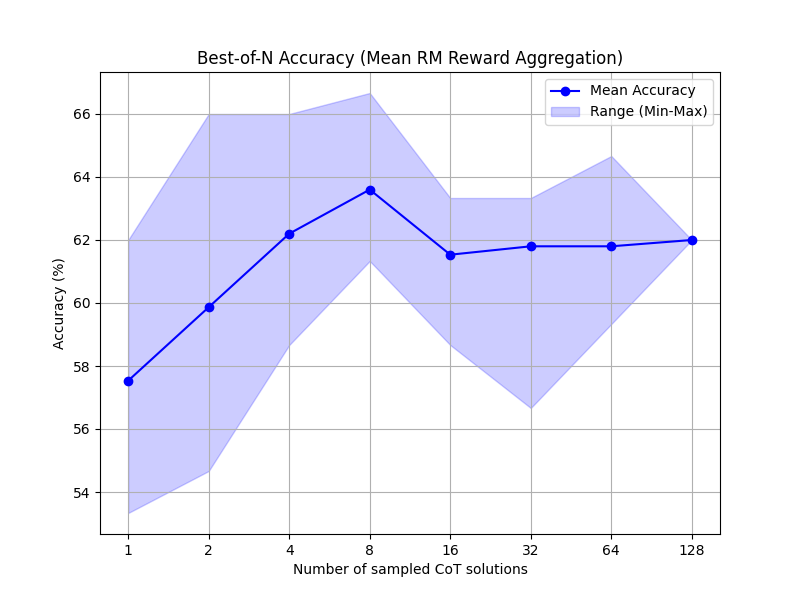 Best-of-N Accuracy (Mean RM Reward Aggregation)
Mean Accuracy
Range (Min-Max)
Accuracy (%)
66
64
62
60
58
56
54
1 2 4 8 16 32 64 128
Number of sampled CoT solutions